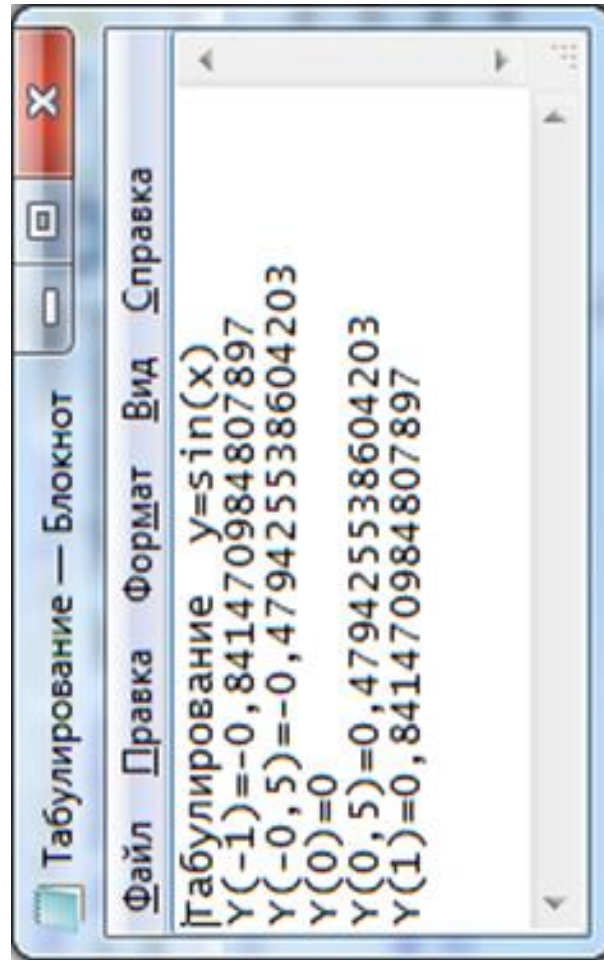 Табулирование — Блокнот
Файл Правка Формат Вид Справка
Табулирование y=sin(x)
Y(-1)=-0,841470984807897
Y(-0,5)=-0,479425538604203
Y(0)=0
Y(0,5)=0,479425538604203
Y(1)=0,841470984807897